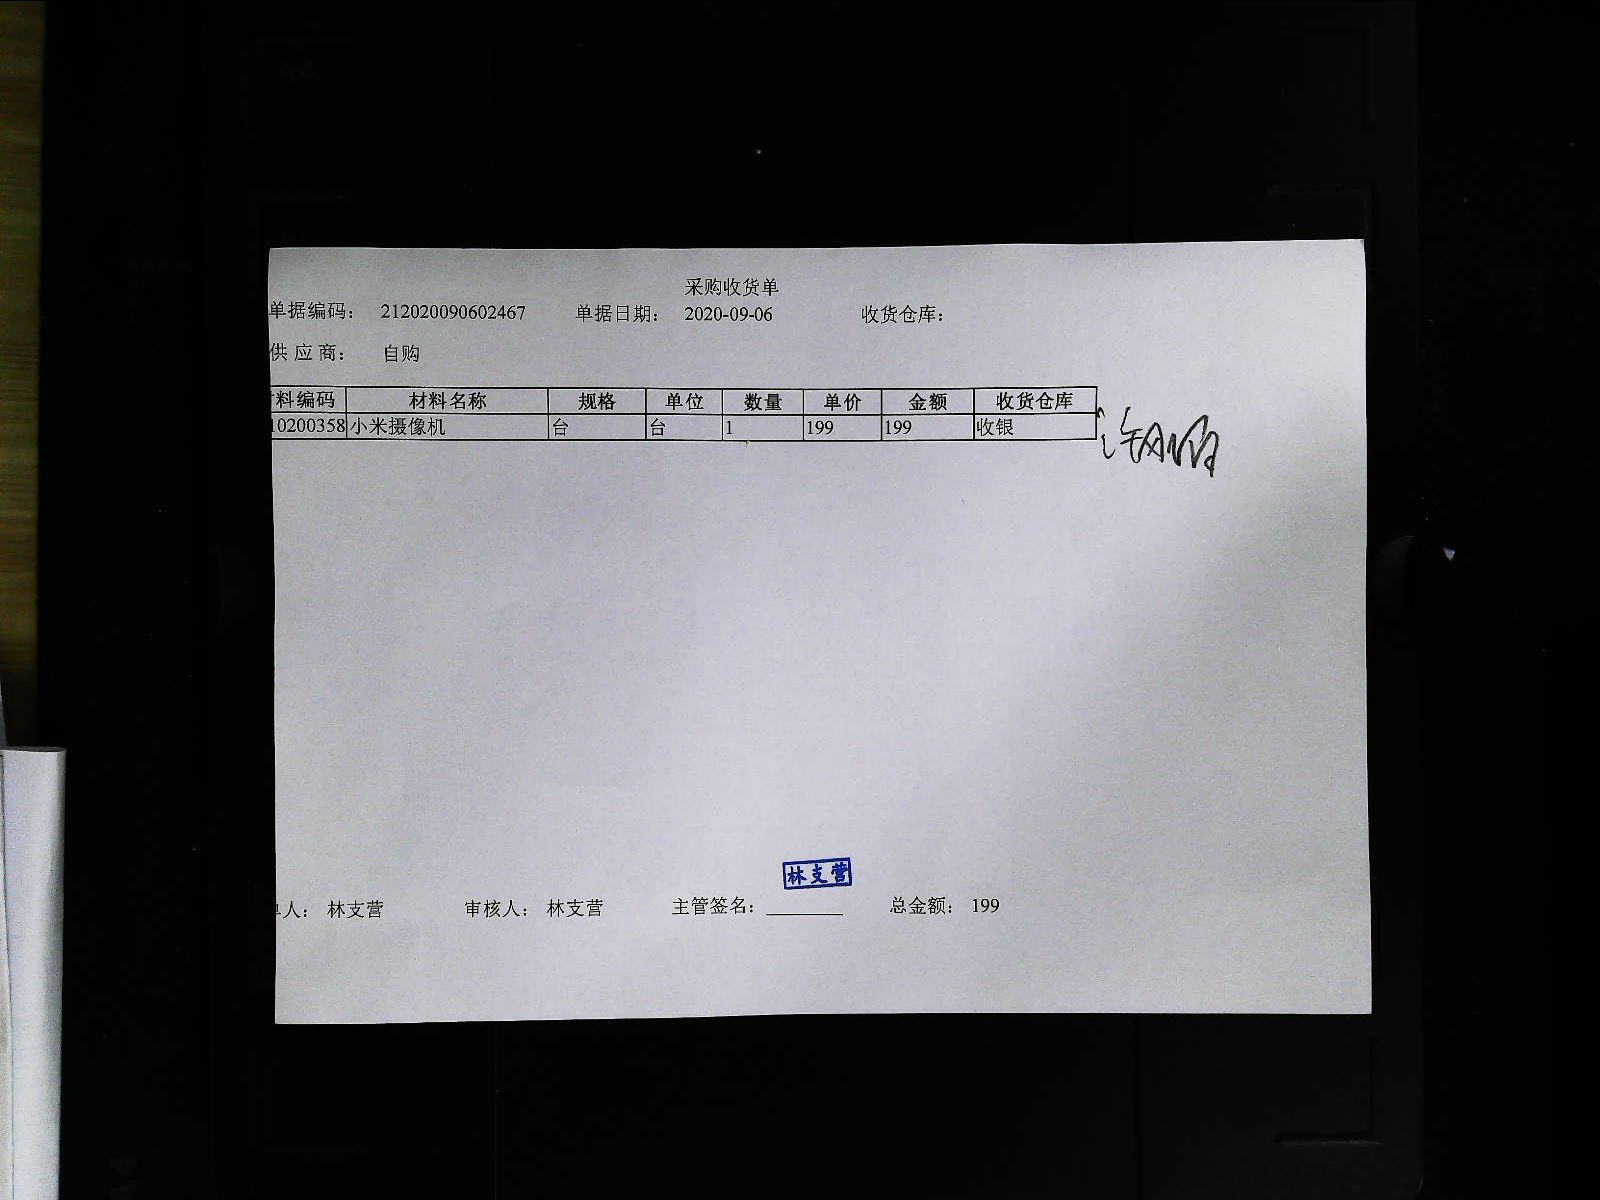 采购收货单
单据编码： 212020090602467 单据日期： 2020-09-06 收货仓库：
供 应 商： 自购
料编码 材料名称 规格 单位 数量 单价 金额 收货仓库
10200358 小米摄像机 台 台 1 199 199 收银
林支营
人： 林支营 审核人： 林支营 主管签名： 总金额： 199